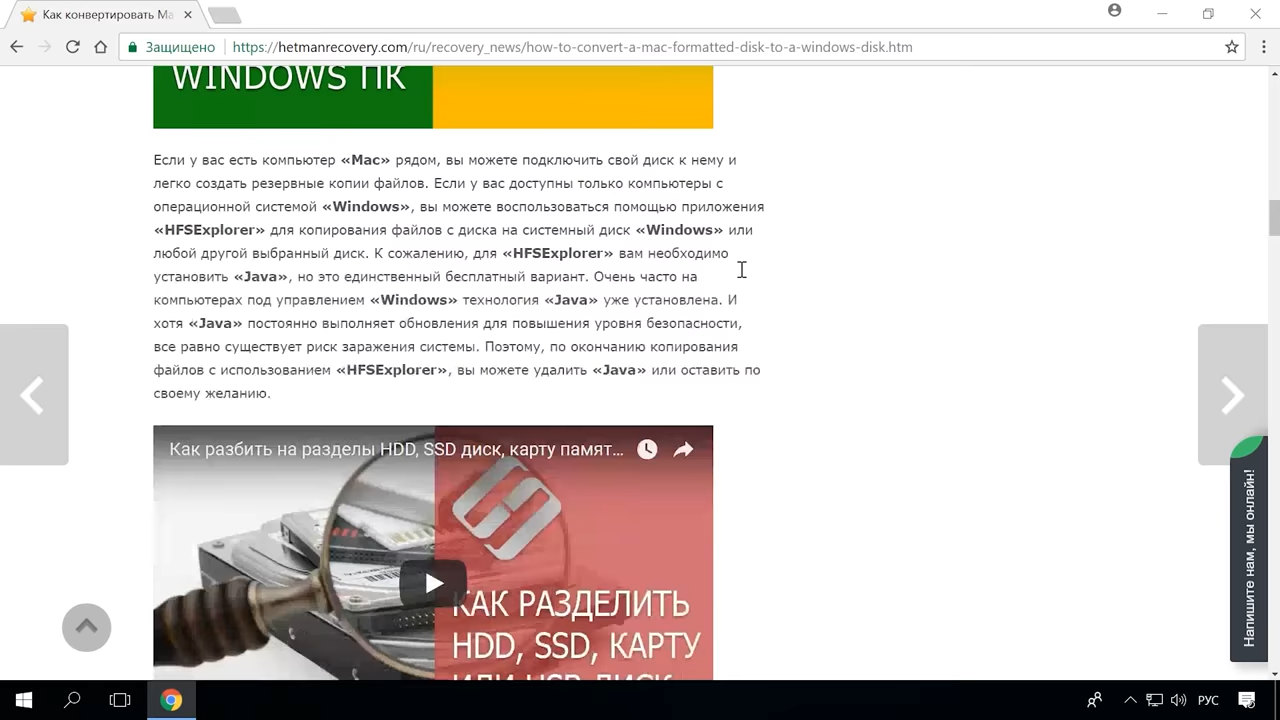 Как конвертировать Ma
Защищено
https://hetmanrecovery.com/ru/recovery_news/how-to-convert-a-mac-formatted-disk-to-a-windows-disk.htm
WINDOWS ПК
Если у вас есть компьютер «Mac» рядом, вы можете подключить свой диск к нему и
легко создать резервные копии файлов. Если у вас доступны только компьютеры с
операционной системой «Windows», вы можете воспользоваться помощью приложения
«HFSExplorer» для копирования файлов с диска на системный диск «Windows» или
любой другой выбранный диск. К сожалению, для «HFSExplorer» вам необходимо
установить «Java», но это единственный бесплатный вариант. Очень часто на
компьютерах под управлением «Windows» технология «Java» уже установлена. И
хотя «Java» постоянно выполняет обновления для повышения уровня безопасности,
все равно существует риск заражения системы. Поэтому, по окончанию копирования
файлов с использованием «HFSExplorer», вы можете удалить «Java» или оставить по
своему желанию.
Как разбить на разделы HDD, SSD диск, карту памят...
КАК РАЗДЕЛИТЬ
HDD, SSD, КАРТУ
ИЛИ USB ДИСК
Напишите нам, мы онлайн!
РУС